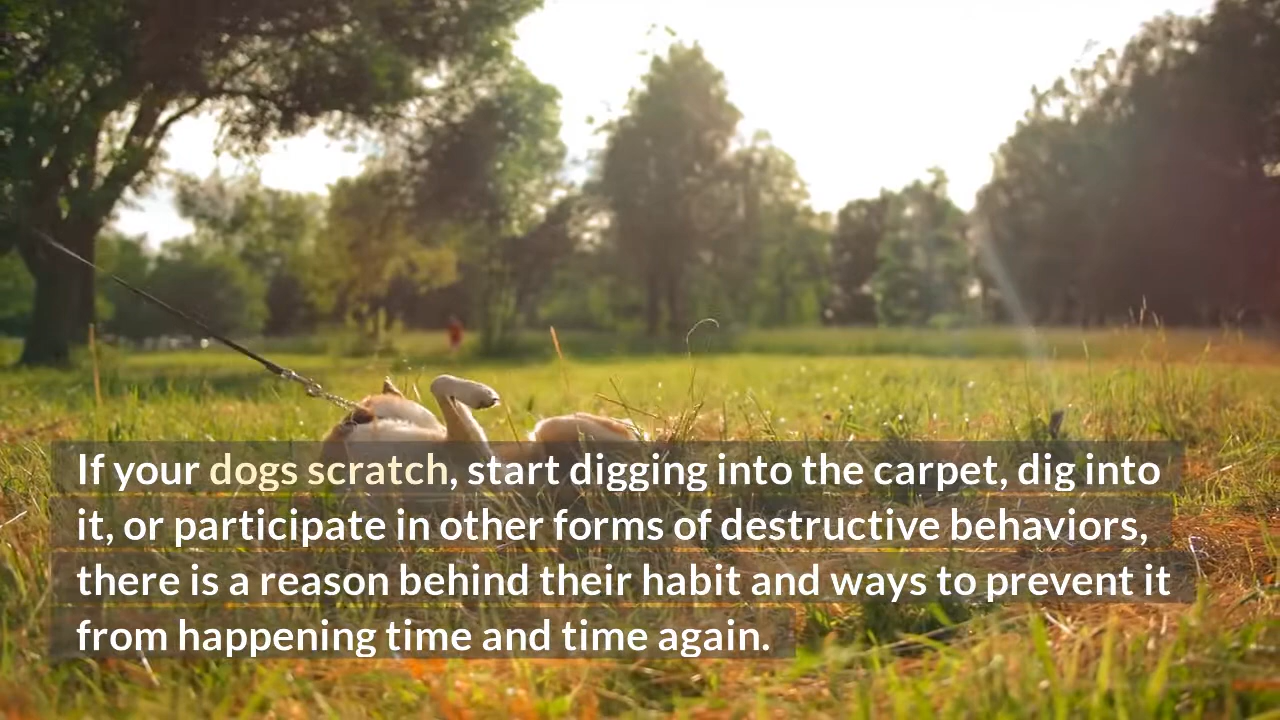 If your dogs scratch, start digging into the carpet, dig into
it, or participate in other forms of destructive behaviors,
there is a reason behind their habit and ways to prevent it
from happening time and time again.